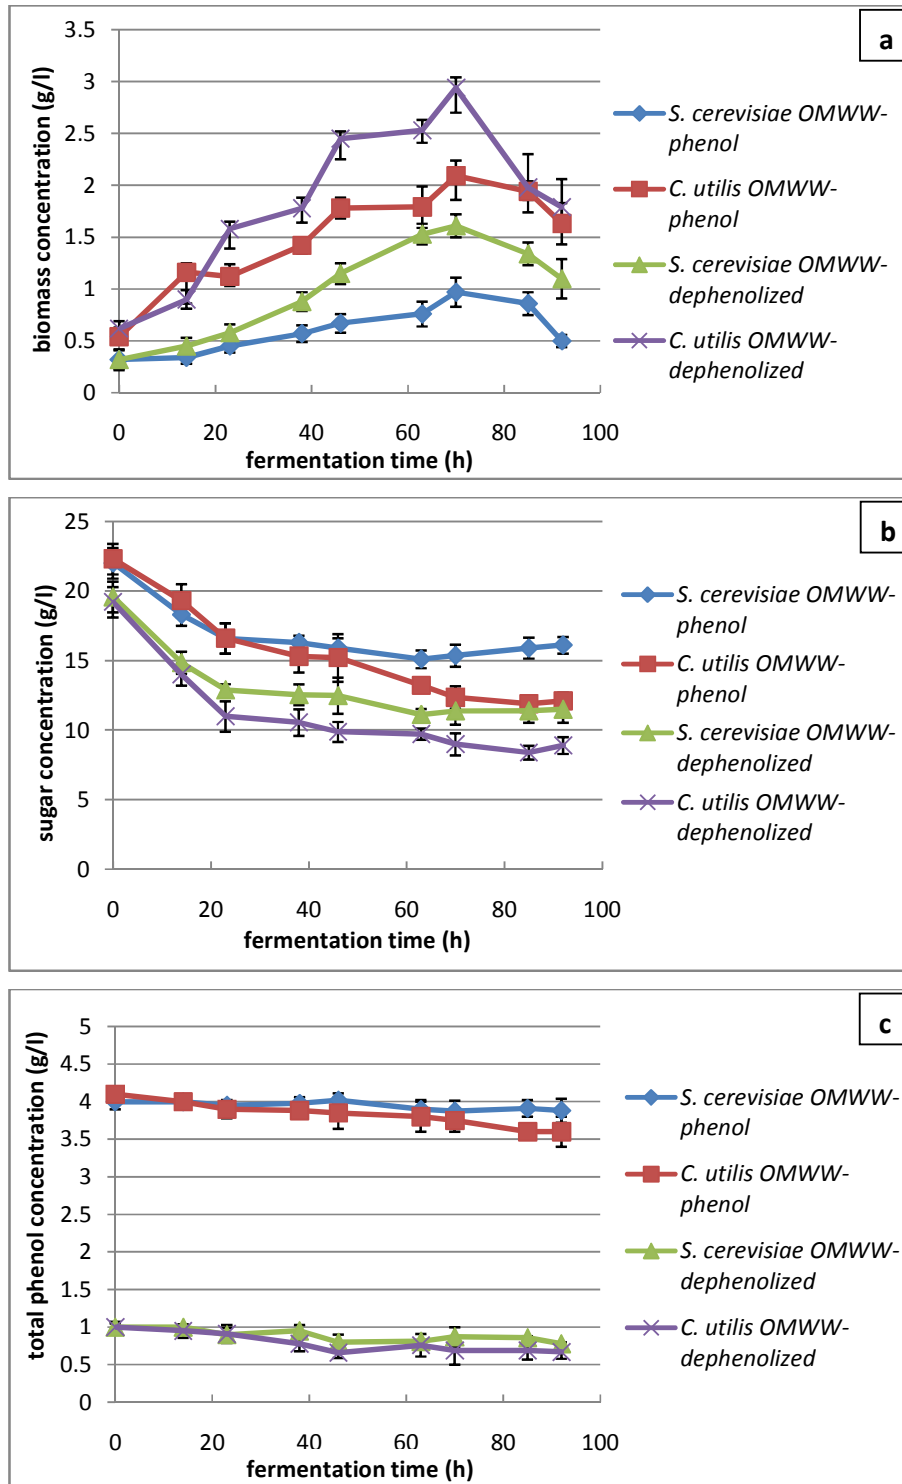 a
3.5
3
2.5
2
1.5
1
0.5
0
biomass concentration (g/l)
0 20 40 60 80 100
fermentation time (h)
S. cerevisiae OMWW-
phenol
C. utilis OMWW-
phenol
S. cerevisiae OMWW-
dephenolized
C. utilis OMWW-
dephenolized
b
25
20
15
10
5
0
sugar concentration (g/l)
0 20 40 60 80 100
fermentation time (h)
S. cerevisiae OMWW-
phenol
C. utilis OMWW-
phenol
S. cerevisiae OMWW-
dephenolized
C. utilis OMWW-
dephenolized
c
5
4.5
4
3.5
3
2.5
2
1.5
1
0.5
0
total phenol concentration (g/l)
0 20 40 60 80 100
fermentation time (h)
S. cerevisiae OMWW-
phenol
C. utilis OMWW-
phenol
S. cerevisiae OMWW-
dephenolized
C. utilis OMWW-
dephenolized